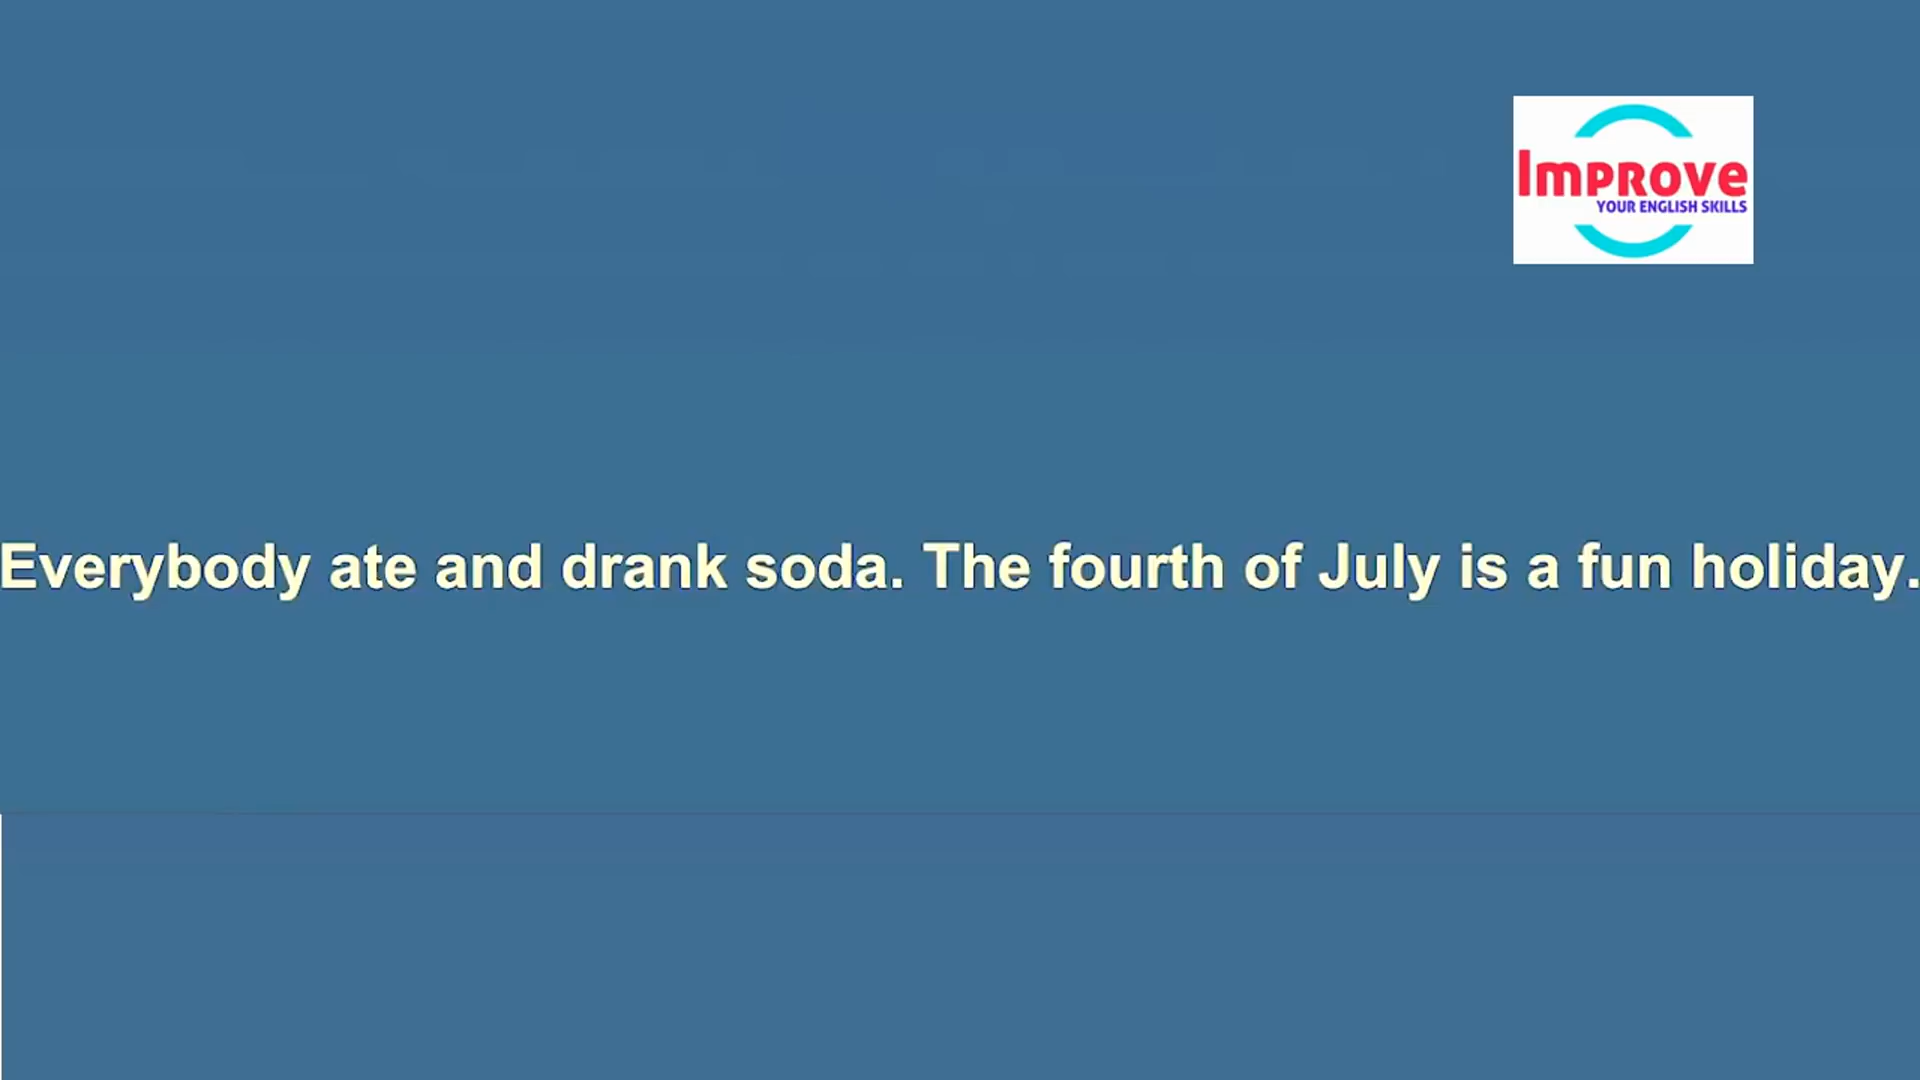 Improve
YOUR ENGLISH SKILLS
Everybody ate and drank soda. The fourth of July is a fun holiday.